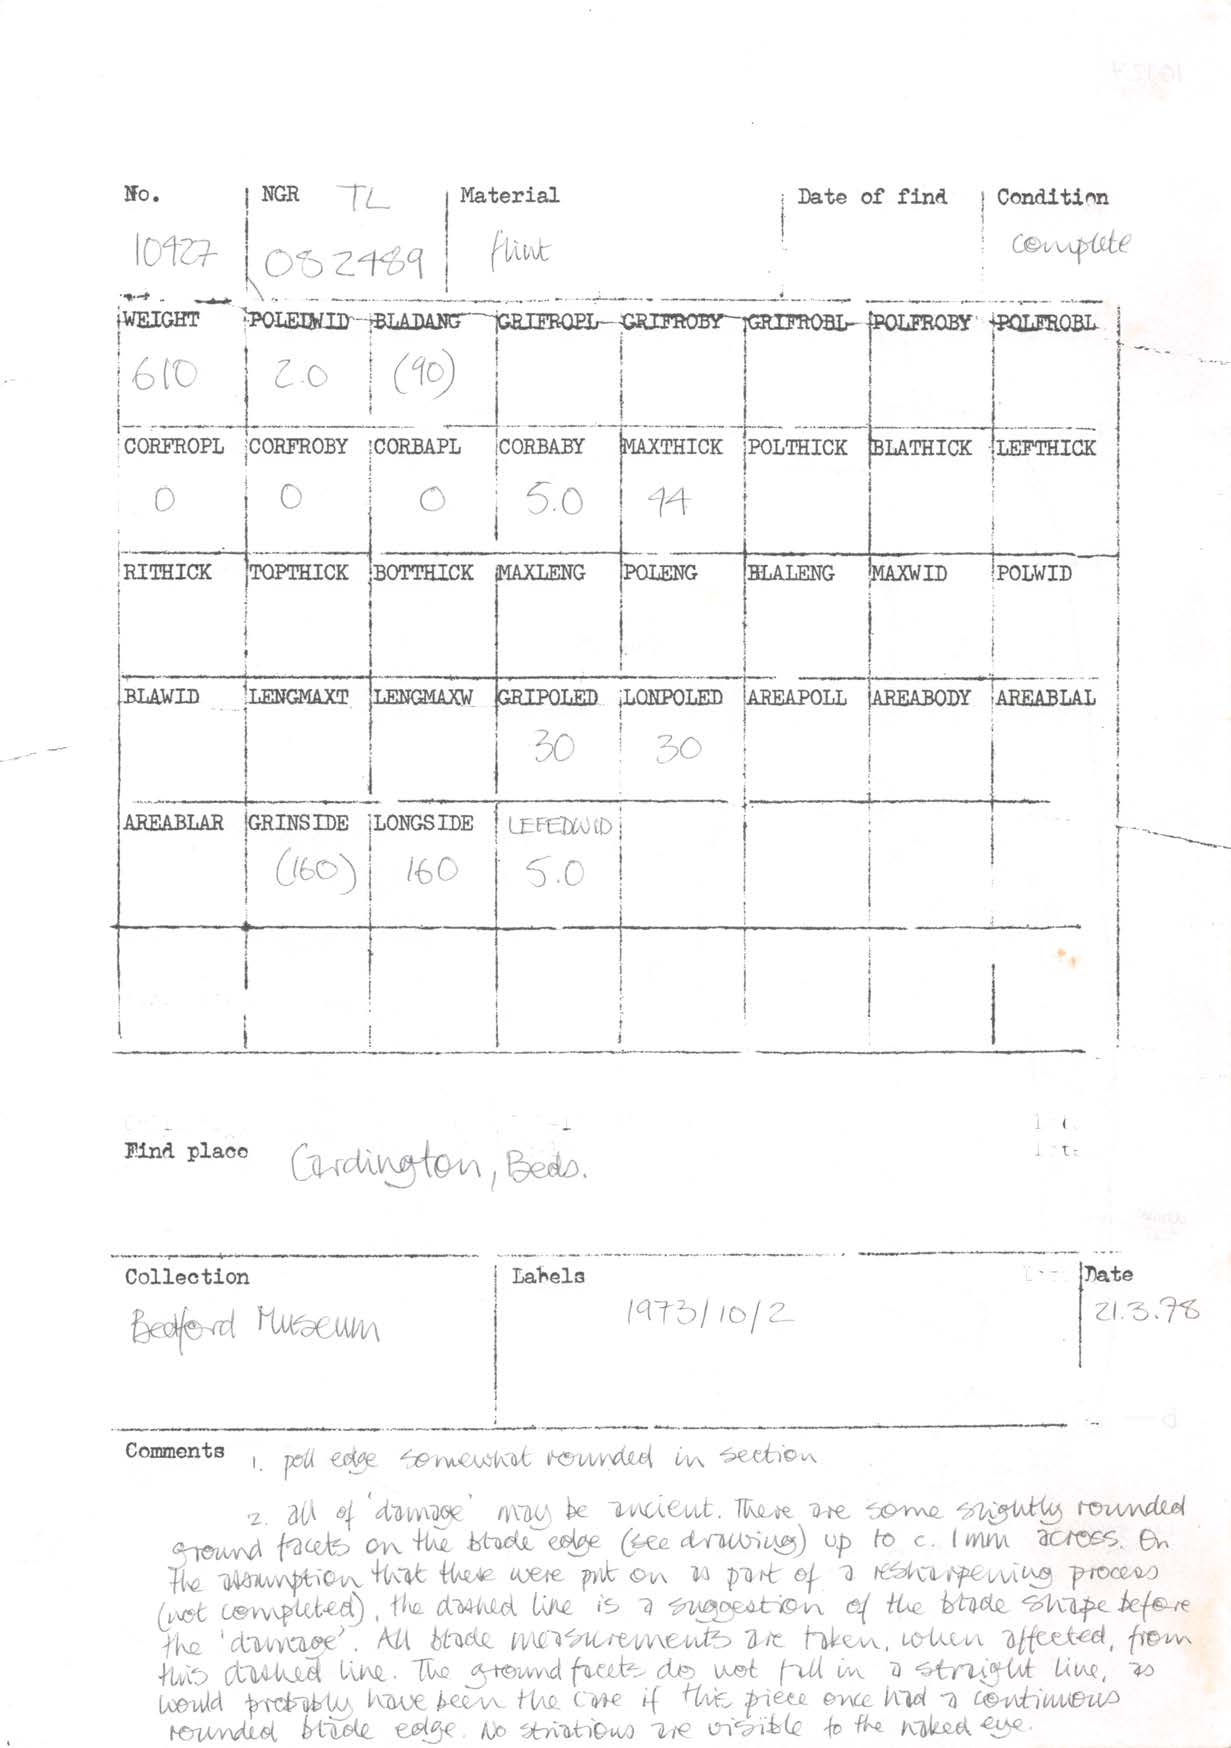 No. NGR TL Material Date of find Condition
10427 082489 flint complete
WEIGHT POLEDWID BLADANG GRIFROPL GRIFROBY GRIFROBL POLFROBY POLFROBL
610 2.0 (90)
CORFROPL CORFROBY CORBAPL CORBABY MAXTHICK POLTHICK BLATHICK LEFTHICK
0 0 0 5.0 44
RITHICK TOPTHICK BOTTHICK MAXLENG POLENG BLALENG MAXWID POLWID
BLAWID LENGMAXT LENGMAXW GRIPOLED LONPOLED AREAPOLL AREABODY AREABLAL
30 30
AREABLAR GRINSIDE LONGSIDE LEFEDWID
(160) 160 5.0
Find place Cardington, Beds.
Collection Labels Date
Bedford Museum 1973/10/2 21.3.78
Comments 1. poll edge somewhat rounded in section
2. all of 'damage' may be ancient. There are some slightly rounded
ground facets on the blade edge (see drawing) up to c. 1mm across. On
the assumption that these were put on as part of a resharpening process
(not completed), the dashed line is a suggestion of the blade shape before
the 'damage'. All blade measurements are taken, when affected, from
this dashed line. The ground facets do not fall in a straight line, as
would probably have been the case if this piece once had a continuous
rounded blade edge. No striations are visible to the naked eye.